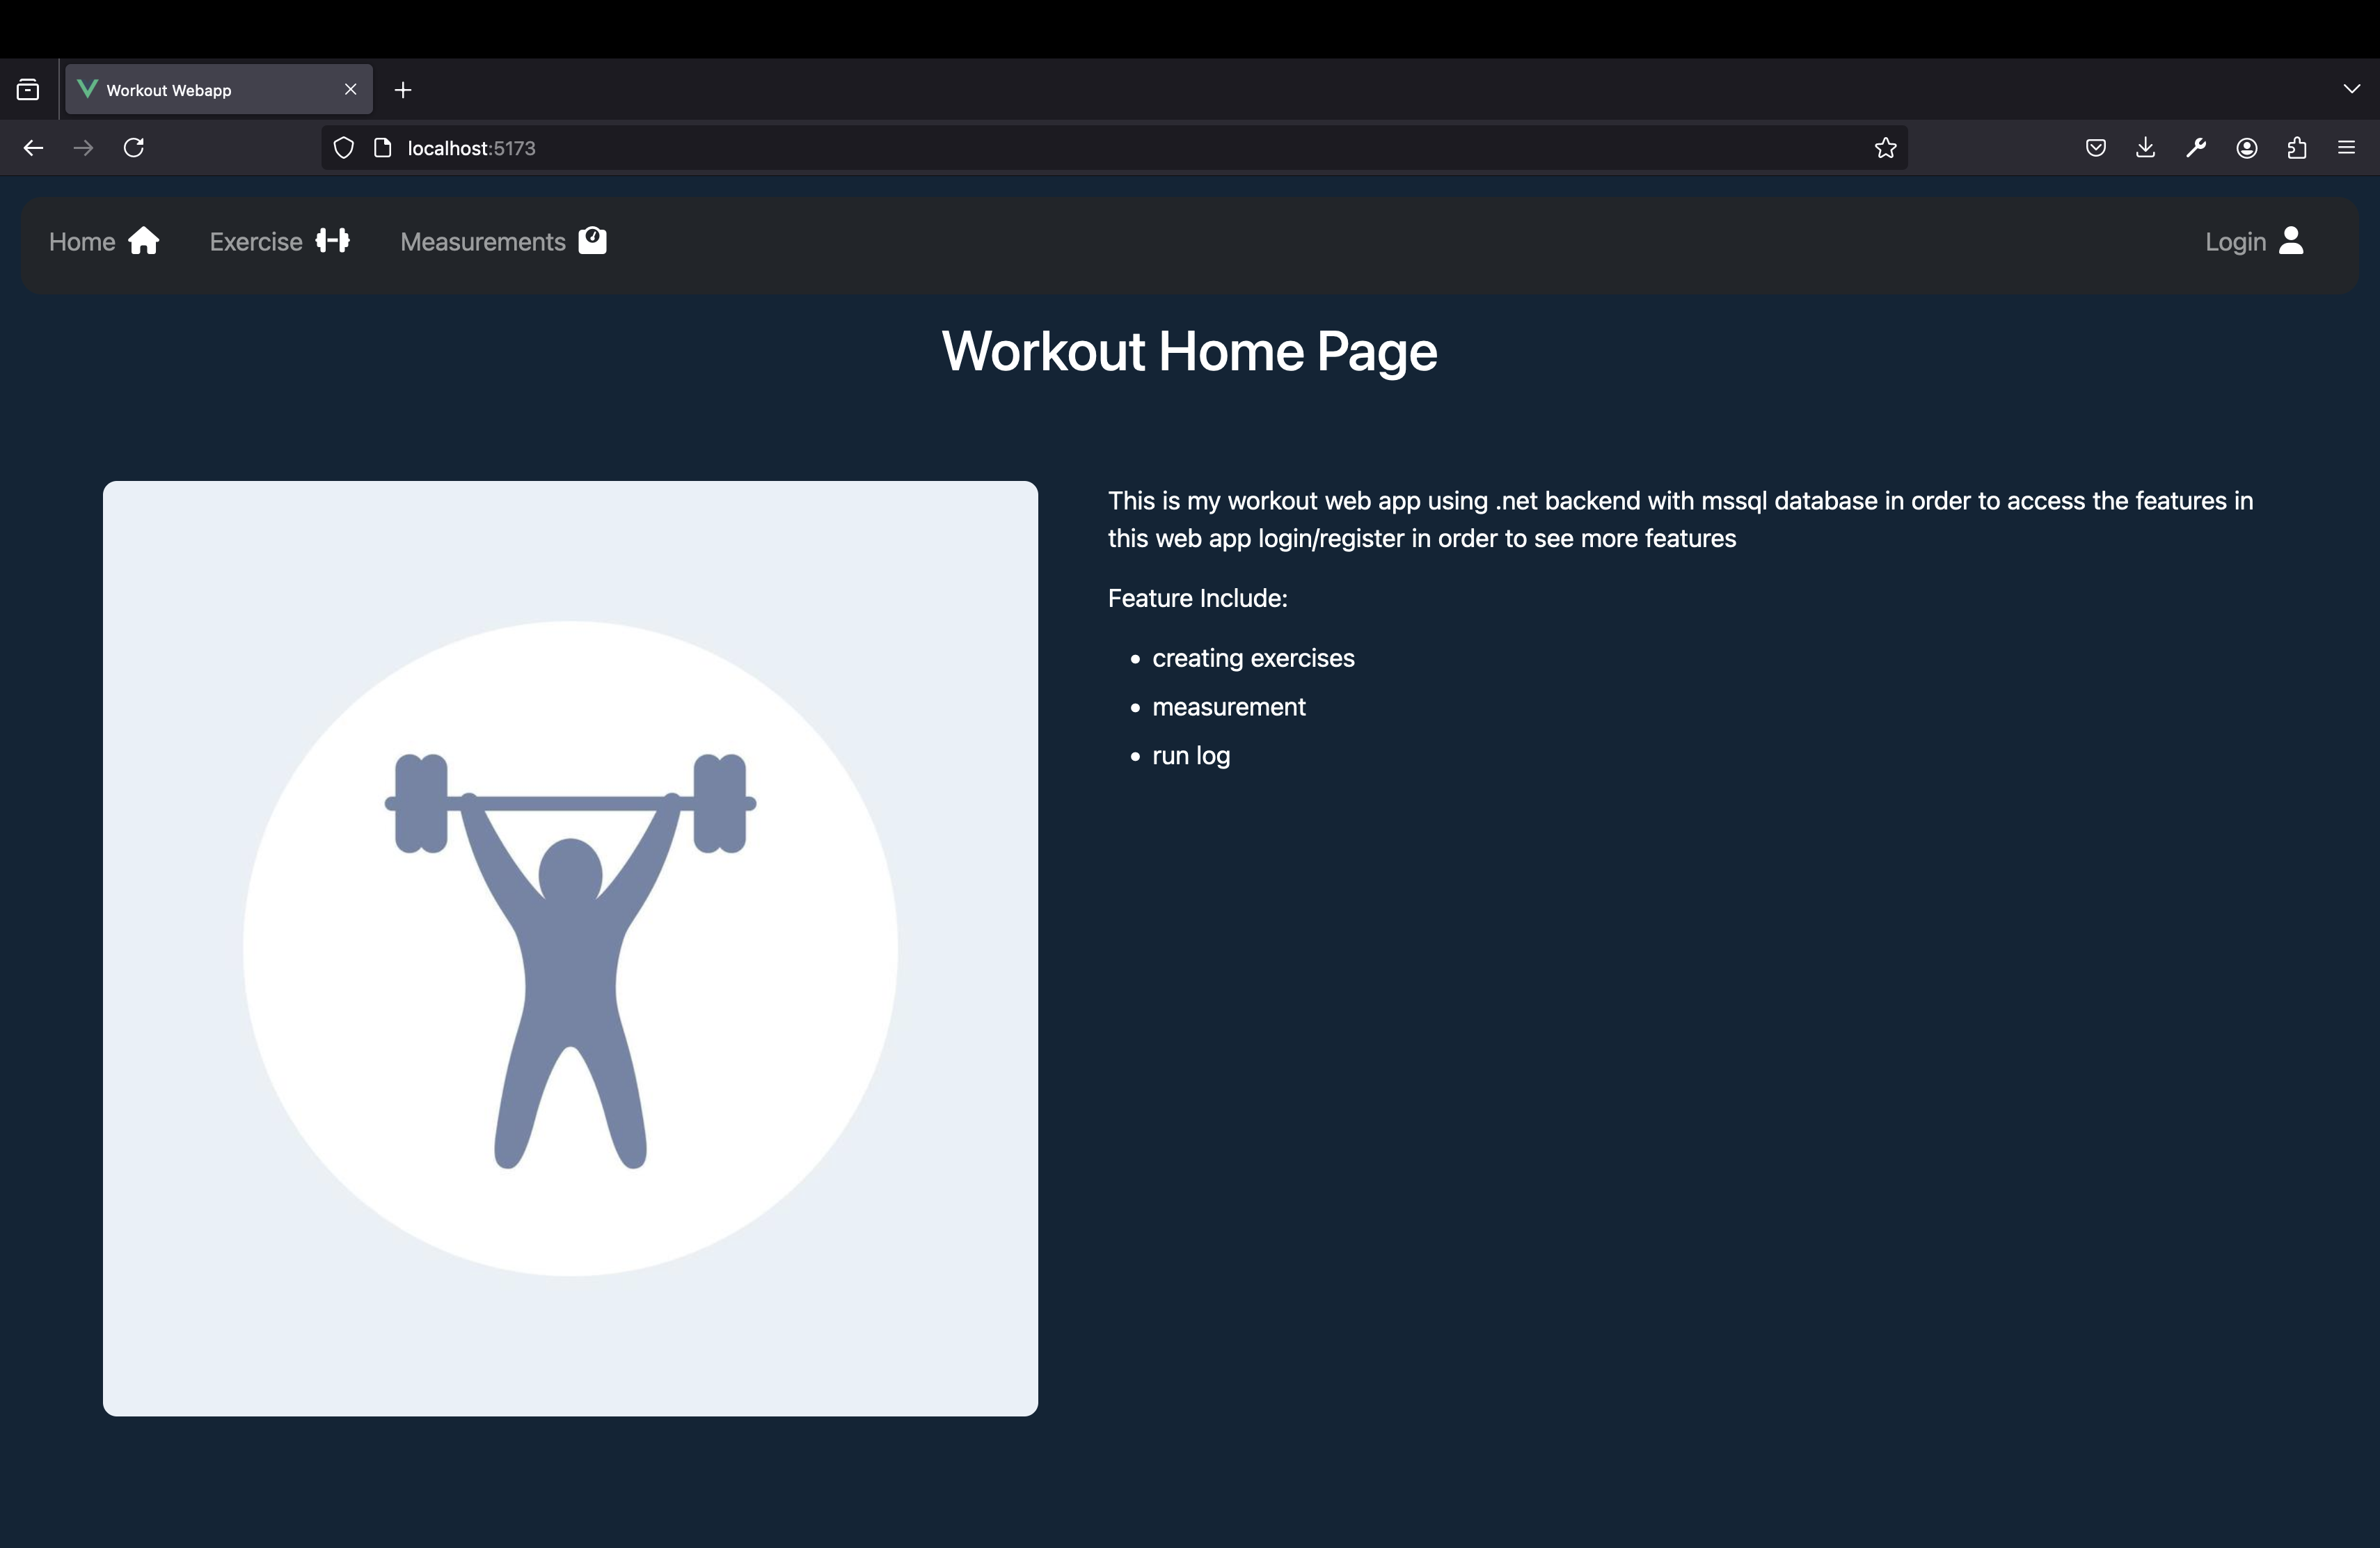 Workout Webapp
localhost:5173
Home
Exercise
Measurements
Login
Workout Home Page
This is my workout web app using .net backend with mssql database in order to access the features in
this web app login/register in order to see more features
Feature Include:
creating exercises
measurement
run log